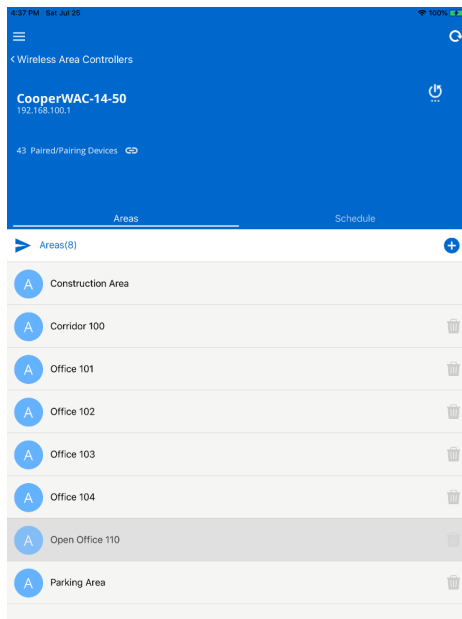 4:37 PM Sat Jul 25
100%
< Wireless Area Controllers
CooperWAC-14-50
192.168.100.1
43 Paired/Pairing Devices
Areas Schedule
Areas(8)
A Construction Area
A Corridor 100
A Office 101
A Office 102
A Office 103
A Office 104
A Open Office 110
A Parking Area